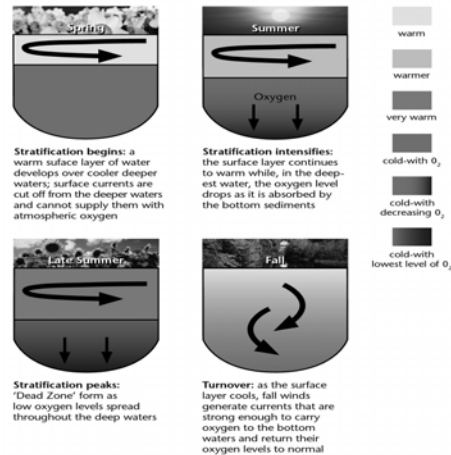 Spring
Stratification begins: a
warm suface layer of water
develops over cooler deeper
waters; surface currents are
cut off from the deeper waters
and cannot supply them with
atmospheric oxygen
Summer
Oxygen
Stratification intensifies:
the surface layer continues
to warm while, in the deep-
est water, the oxygen level
drops as it is absorbed by
the bottom sediments
Late Summer
Stratification peaks:
'Dead Zone' form as
low oxygen levels spread
throughout the deep waters
Fall
Turnover: as the surface
layer cools, fall winds
generate currents that are
strong enough to carry
oxygen to the bottom
waters and return their
oxygen levels to normal
warm
warmer
very warm
cold-with O₂
cold-with
decreasing O₂
cold-with
lowest level of O₂